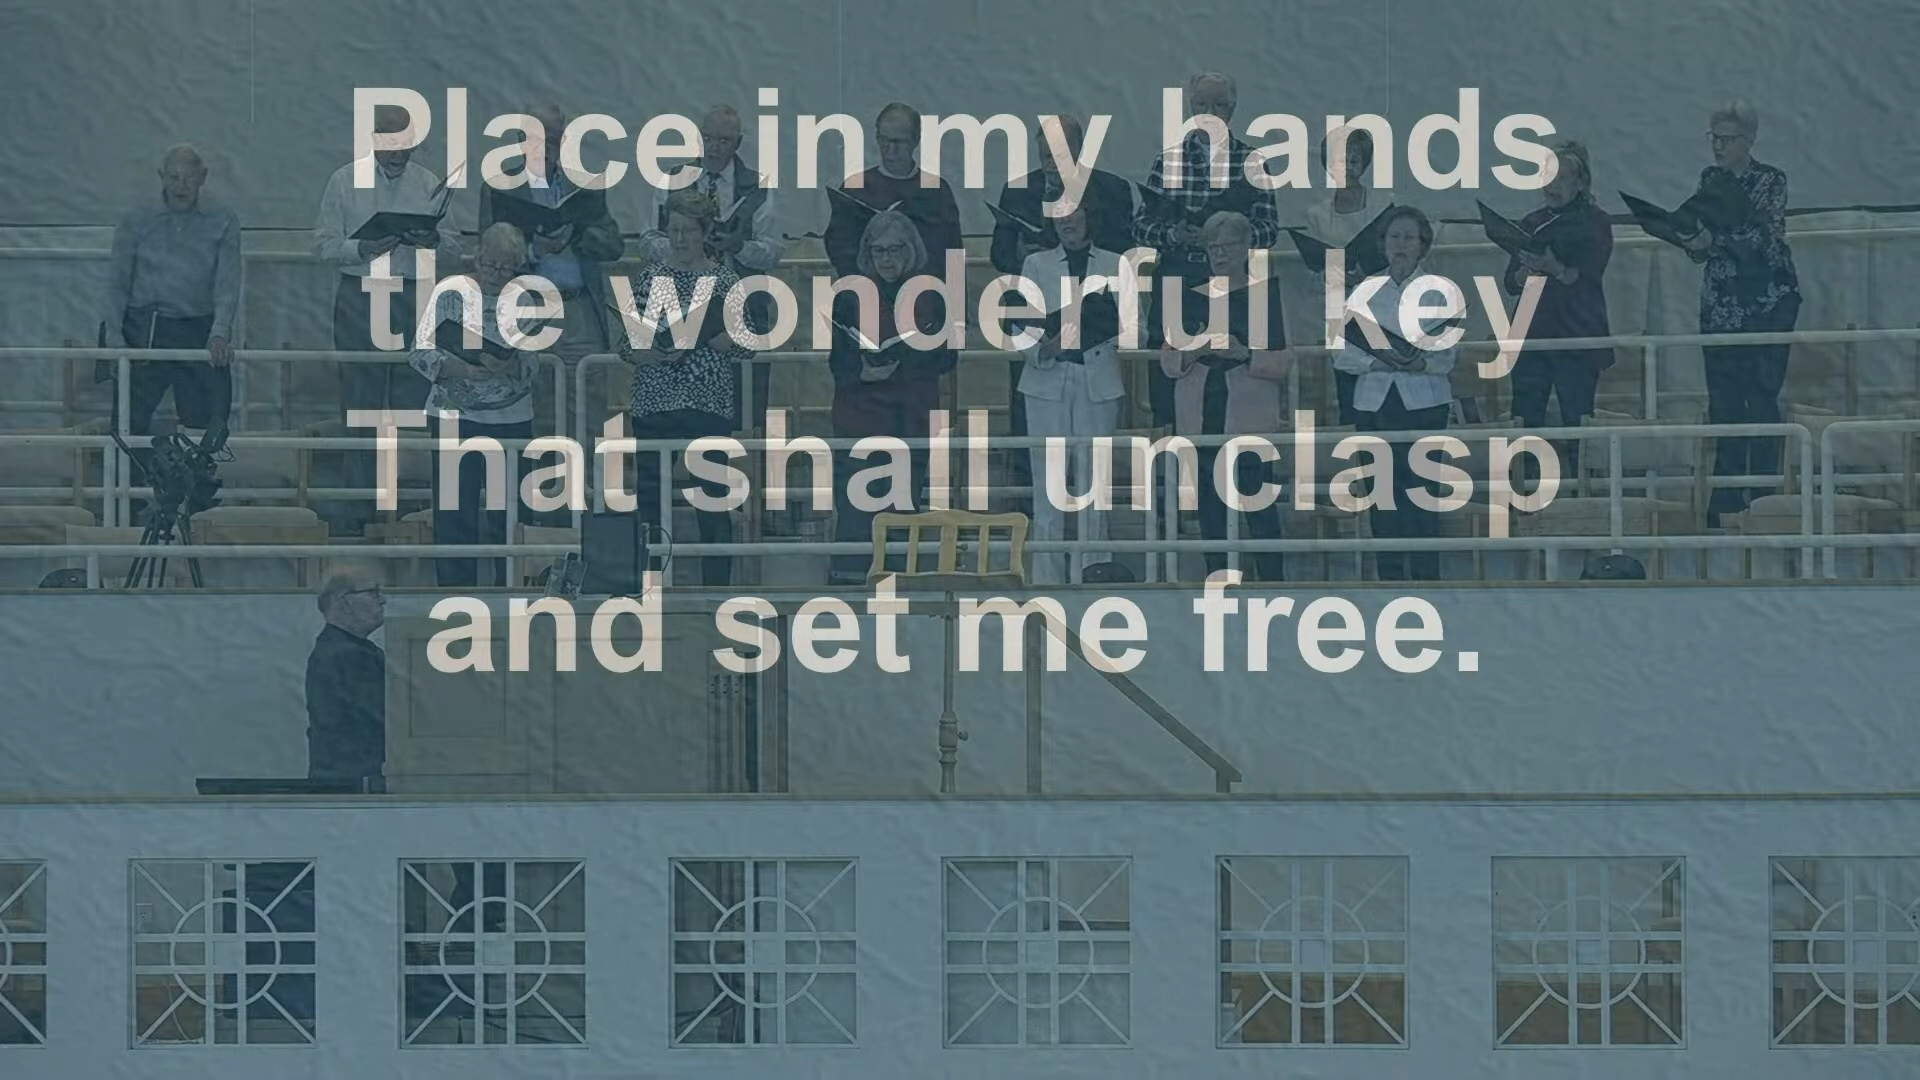 Place in my hands
the wonderful key
That shall unclasp
and set me free.